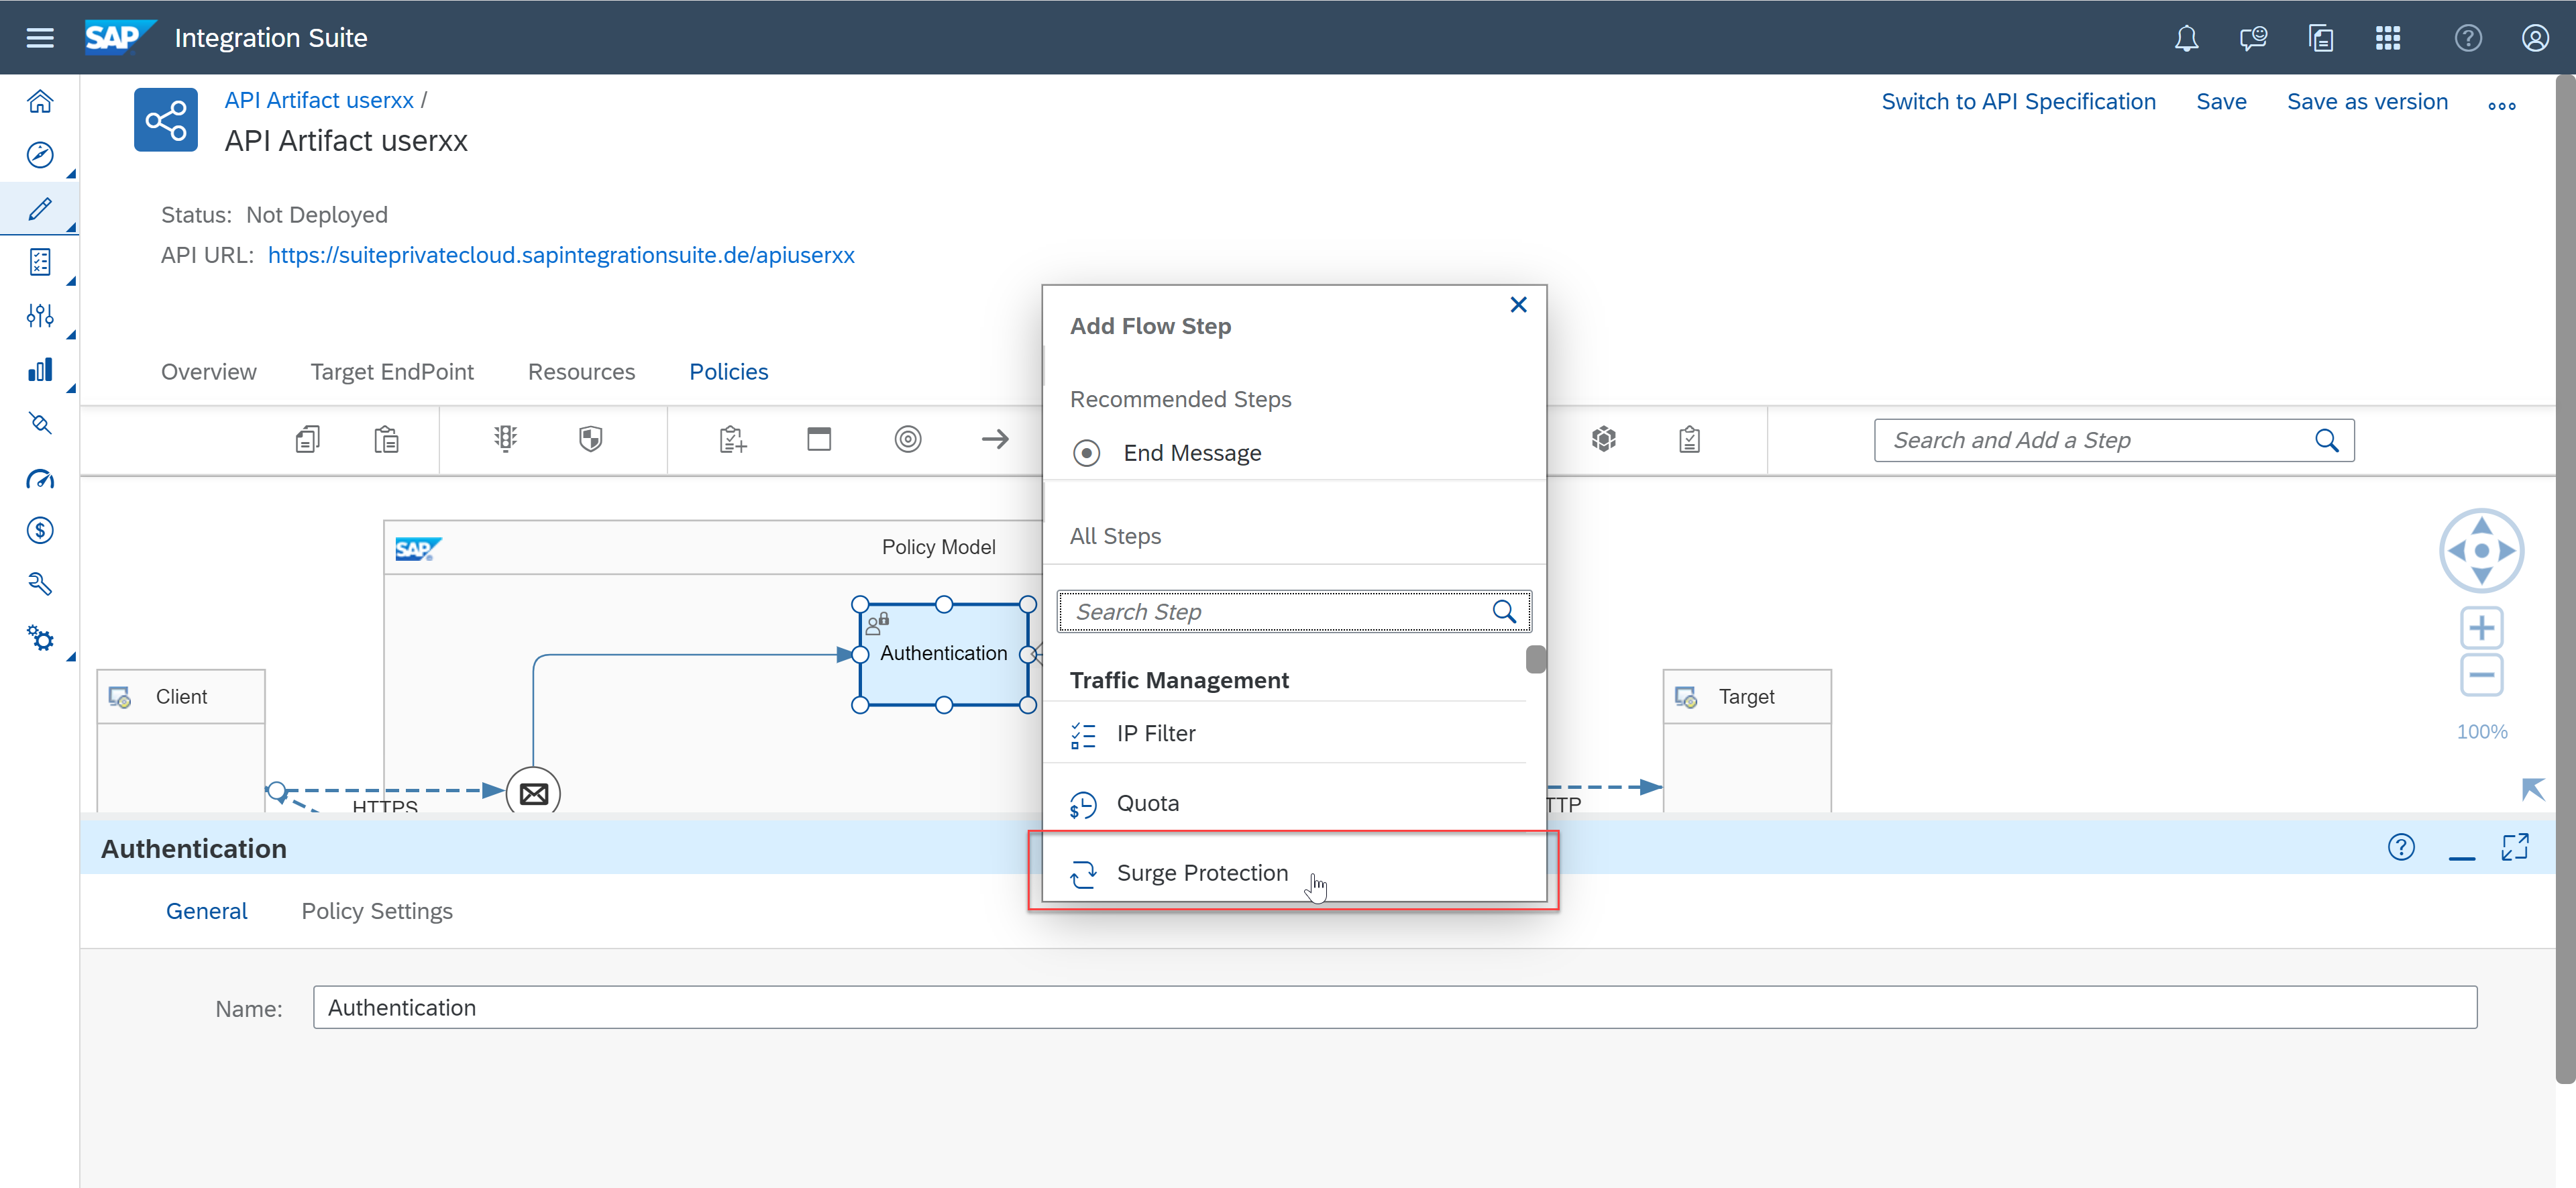 SAP Integration Suite
API Artifact userxx /
Switch to API Specification Save Save as version
API Artifact userxx
Status: Not Deployed
API URL: https://suiteprivatecloud.sapintegrationsuite.de/apiuserxx
Overview Target EndPoint Resources Policies
Search and Add a Step
Add Flow Step
Recommended Steps
End Message
All Steps
Search Step
Traffic Management
IP Filter
Quota
Surge Protection
SAP Policy Model
Authentication
Client
HTTPS
Target
TTP
100%
Authentication
General Policy Settings
Name: Authentication